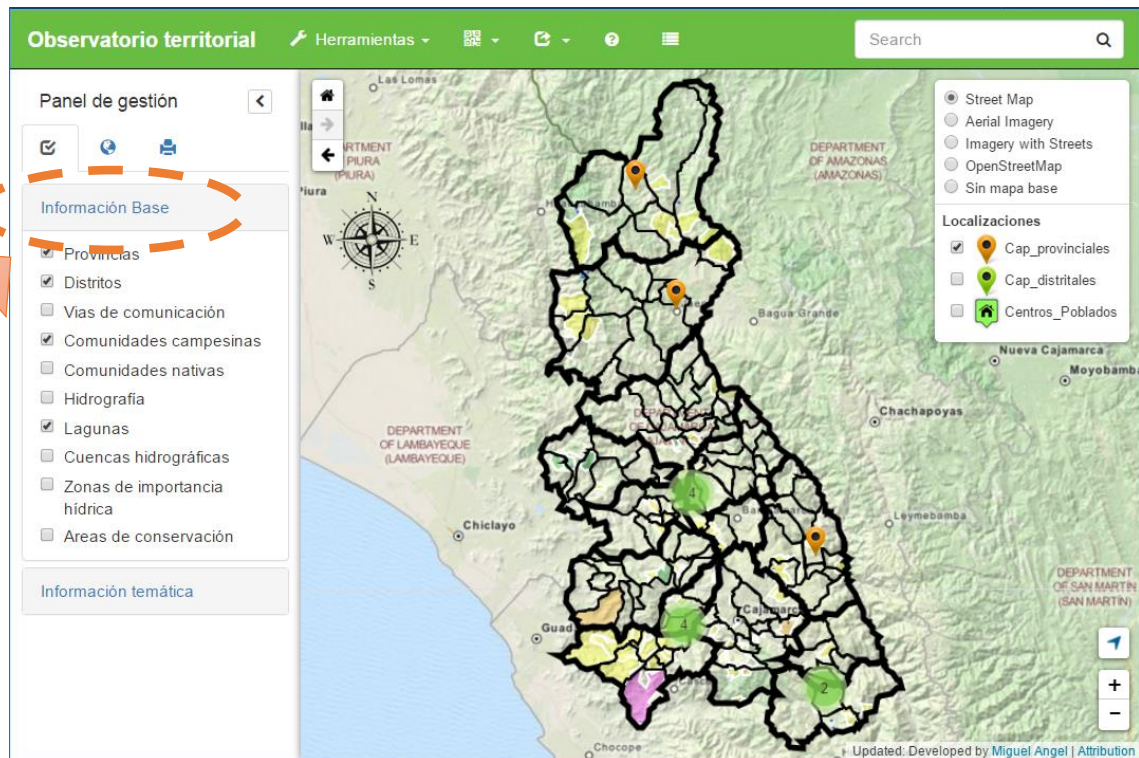 Observatorio territorial
Herramientas
Search
Panel de gestión
Información Base
Provincias
Distritos
Vias de comunicación
Comunidades campesinas
Comunidades nativas
Hidrografía
Lagunas
Cuencas hidrográficas
Zonas de importancia
hídrica
Areas de conservación
Información temática
Las Lomas
DEPARTMENT
OF AMAZONAS
(AMAZONAS)
PIURA
(PIURA)
N
W
E
S
Bagua Grande
DEPARTMENT
OF LAMBAYEQUE
(LAMBAYEQUE)
Chiclayo
Chachapoyas
Nueva Cajamarca
Moyobamba
Leymebamba
4
4
2
DEPARTMENT
OF SAN MARTIN
(SAN MARTIN)
Chocope
Street Map
Aerial Imagery
Imagery with Streets
OpenStreetMap
Sin mapa base
Localizaciones
Cap_provinciales
Cap_distritales
Centros_Poblados
+
−
Updated: Developed by Miguel Angel | Attribution